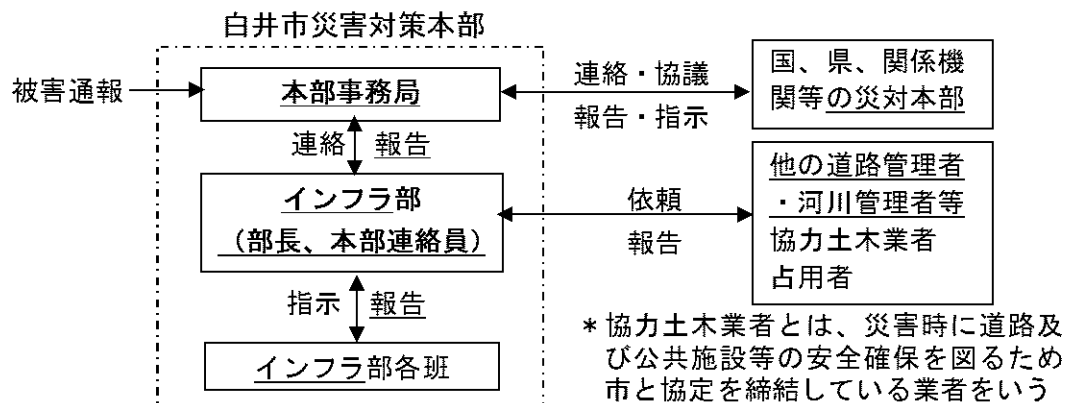 白井市災害対策本部
被害通報
本部事務局
連絡・協議
報告・指示
国、県、関係機
関等の災対本部
連絡 報告
インフラ部
(部長、本部連絡員)
依頼
報告
他の道路管理者
・河川管理者等
協力土木業者
占用者
指示 報告
インフラ部各班
*協力土木業者とは、災害時に道路及
び公共施設等の安全確保を図るため
市と協定を締結している業者をいう